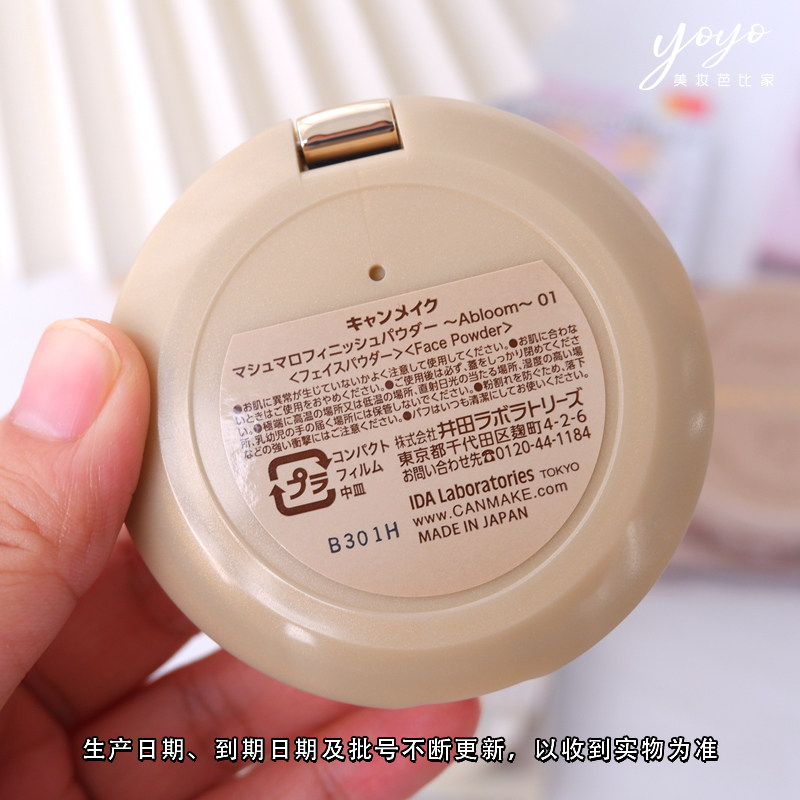 yoyo
美妆芭比家
キャンメイク
マシュマロフィニッシュパウダー ～Abloom～ 01
<フェイスパウダー><Face Powder>
●お肌に異常が生じていないかよく注意して使用してください。●お肌に合わな
いときはご使用をおやめください。●ご使用後は必ず、蓋をしっかり閉めてくださ
い。●極端に高温の場所又は低温の場所、直射日光の当たる場所、湿度の高い場
所、乳幼児の手の届く場所には保管しないでください。●粉割れを防ぐため、落下
などの強い衝撃にはご注意ください。●パフはいつも清潔にしてお使いください。
プラ
コンパクト
フィルム
中皿
株式会社 井田ラボラトリーズ
東京都千代田区麹町4-2-6
お問い合わせ先☎0120-44-1184
IDA Laboratories TOKYO
www.CANMAKE.com
MADE IN JAPAN
B301H
生产日期、到期日期及批号不断更新，以收到实物为准